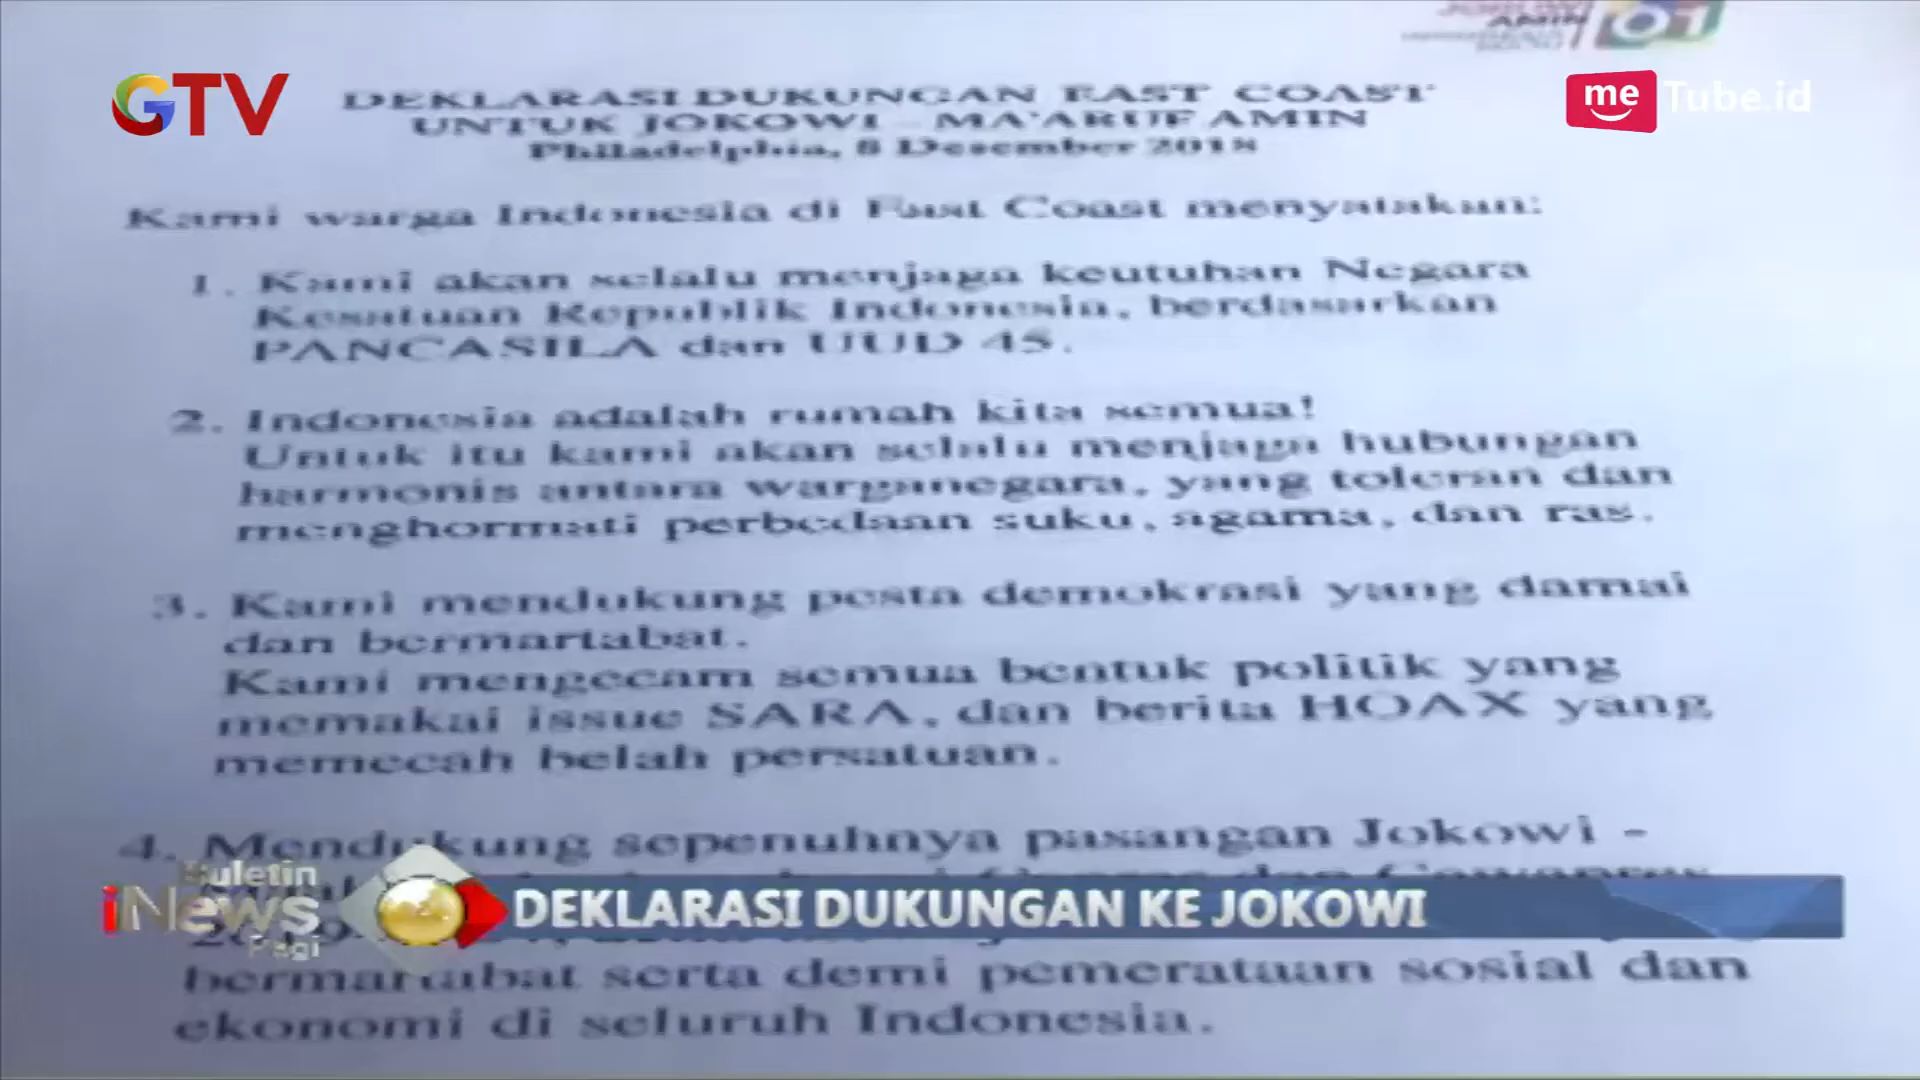 JOKOWI
AMIN
01
GTV
me Tube.id
DEKLARASI DUKUNGAN EAST COAST
UNTUK JOKOWI - MA'ARUF AMIN
Philadelphia, 8 Desember 2018
Kami warga Indonesia di East Coast menyatakan:
1. Kami akan selalu menjaga keutuhan Negara
Kesatuan Republik Indonesia, berdasarkan
PANCASILA dan UUD 45.
2. Indonesia adalah rumah kita semua!
Untuk itu kami akan selalu menjaga hubungan
harmonis antara warganegara, yang toleran dan
menghormati perbedaan suku, agama, dan ras.
3. Kami mendukung pesta demokrasi yang damai
dan bermartabat.
Kami mengecam semua bentuk politik yang
memakai issue SARA, dan berita HOAX yang
memecah belah persatuan.
4. Mendukung sepenuhnya pasangan Jokowi -
dan Cawapres
Buletin
iNews
Pagi
DEKLARASI DUKUNGAN KE JOKOWI
bermartabat serta demi pemerataan sosial dan
ekonomi di seluruh Indonesia.